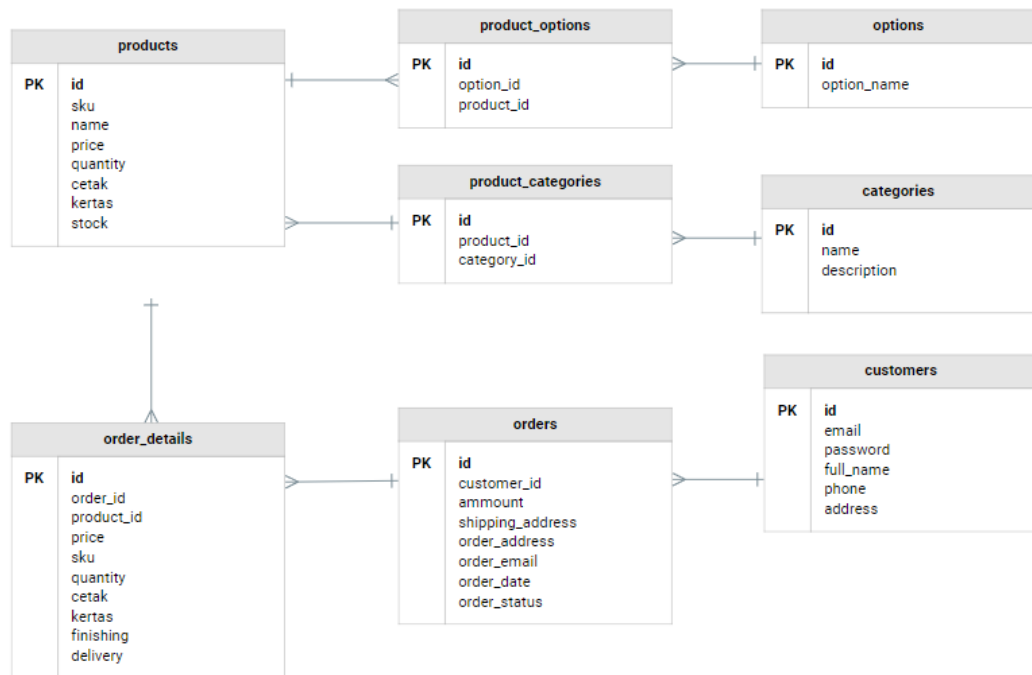 products
PK id
sku
name
price
quantity
cetak
kertas
stock
product_options
PK id
option_id
product_id
options
PK id
option_name
product_categories
PK id
product_id
category_id
categories
PK id
name
description
order_details
PK id
order_id
product_id
price
sku
quantity
cetak
kertas
finishing
delivery
orders
PK id
customer_id
ammount
shipping_address
order_address
order_email
order_date
order_status
customers
PK id
email
password
full_name
phone
address